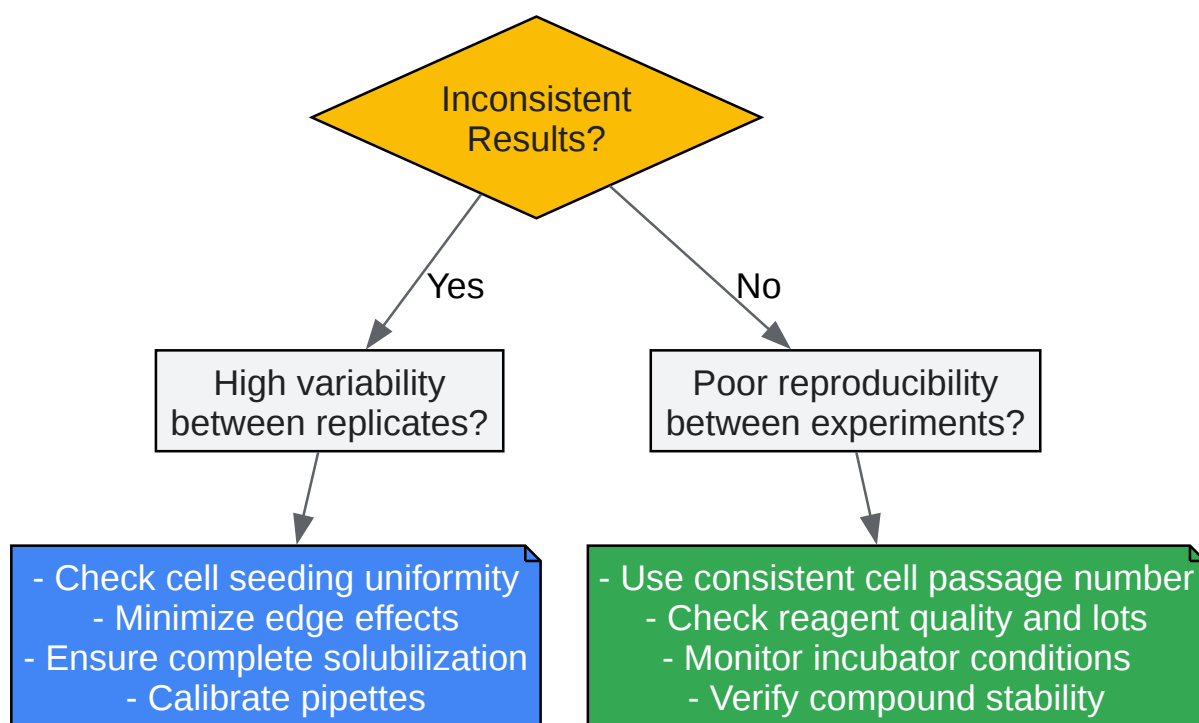 Inconsistent
Results?
Yes
No
High variability
between replicates?
Poor reproducibility
between experiments?
- Check cell seeding uniformity
- Minimize edge effects
- Ensure complete solubilization
- Calibrate pipettes
- Use consistent cell passage number
- Check reagent quality and lots
- Monitor incubator conditions
- Verify compound stability